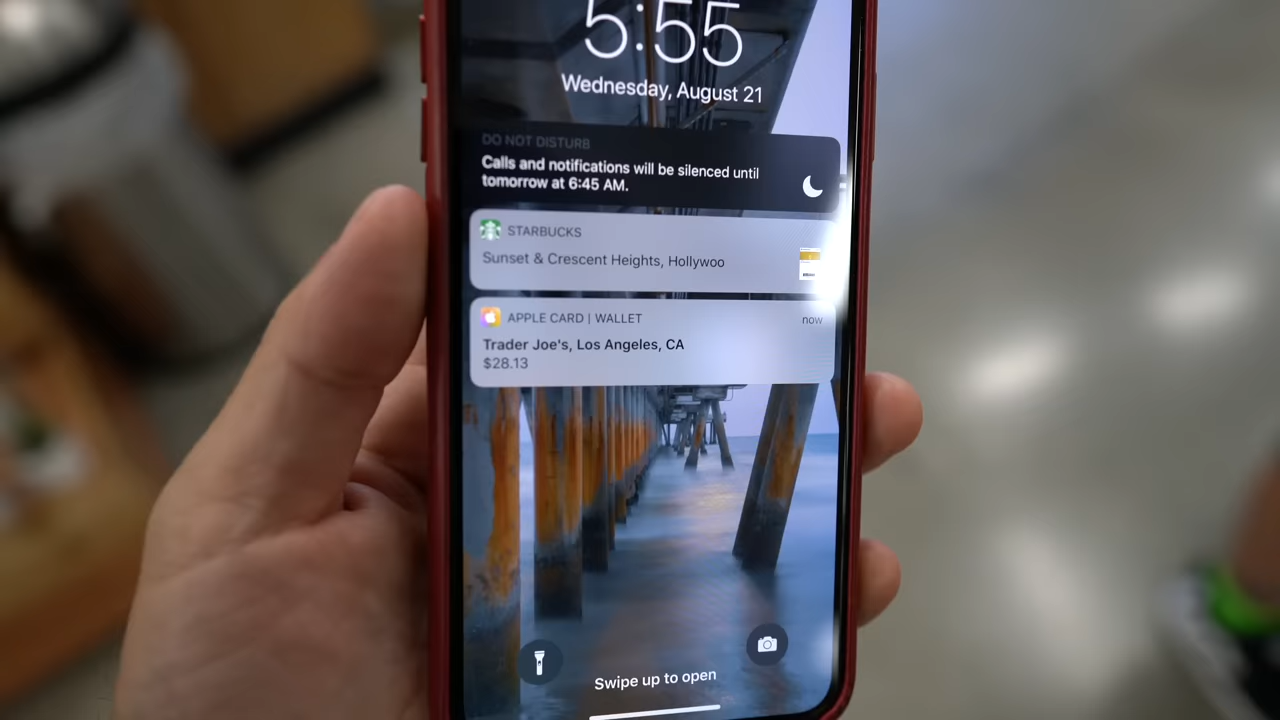 5:55
Wednesday, August 21
DO NOT DISTURB
Calls and notifications will be silenced until
tomorrow at 6:45 AM.
STARBUCKS
Sunset & Crescent Heights, Hollywoo
APPLE CARD | WALLET
now
Trader Joe's, Los Angeles, CA
$28.13
Swipe up to open